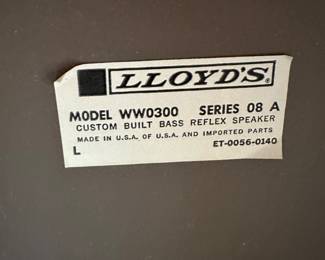 LLOYD'S®
MODEL WW0300 SERIES 08 A
CUSTOM BUILT BASS REFLEX SPEAKER
MADE IN U.S.A. OF U.S.A. AND IMPORTED PARTS
L ET-0056-0140